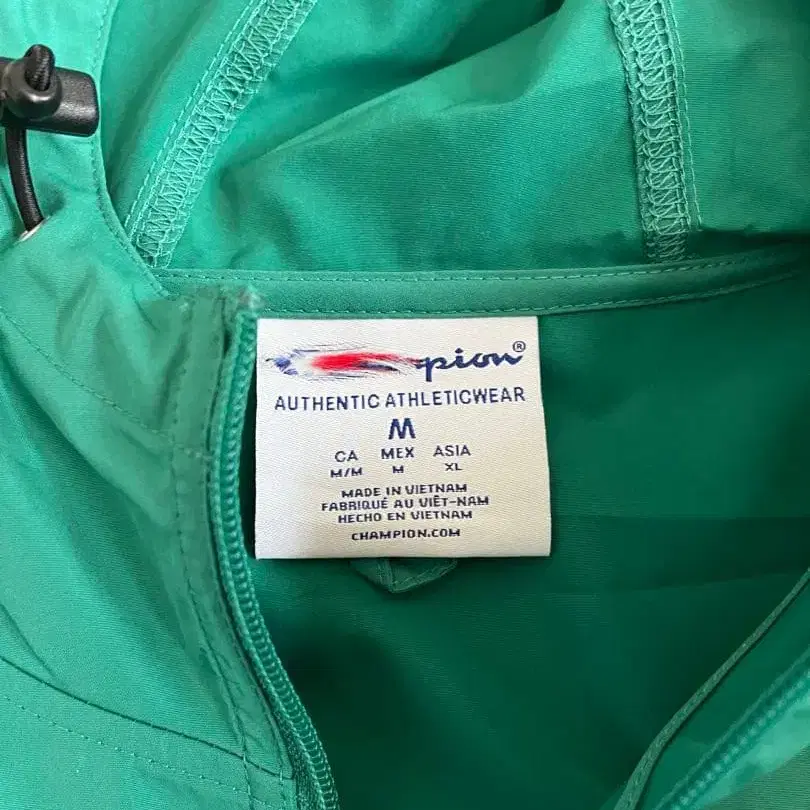 pion®
AUTHENTIC ATHLETICWEAR
M
CA MEX ASIA
M/M M XL
MADE IN VIETNAM
FABRIQUÉ AU VIÊT-NAM
HECHO EN VIETNAM
CHAMPION.COM